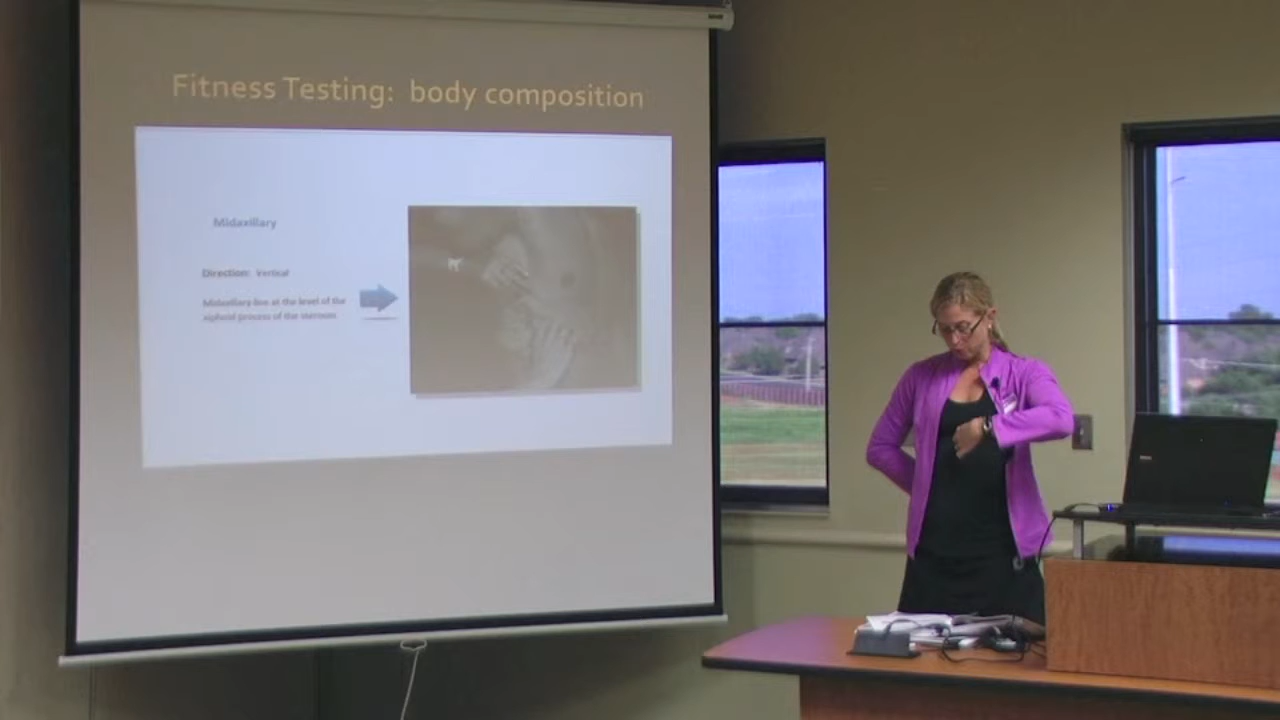 Fitness Testing: body composition
Midaxillary
Direction: Vertical
Midaxillary line at the level of the
xiphoid process of the sternum